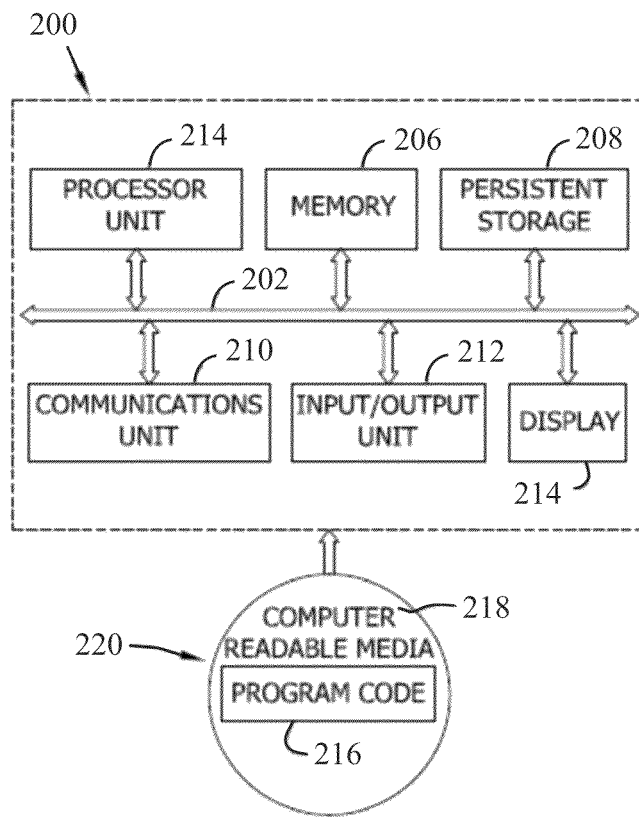 200
214
206
208
PROCESSOR
UNIT
MEMORY
PERSISTENT
STORAGE
202
210
212
COMMUNICATIONS
UNIT
INPUT/OUTPUT
UNIT
DISPLAY
214
218
COMPUTER
READABLE MEDIA
220
PROGRAM CODE
216